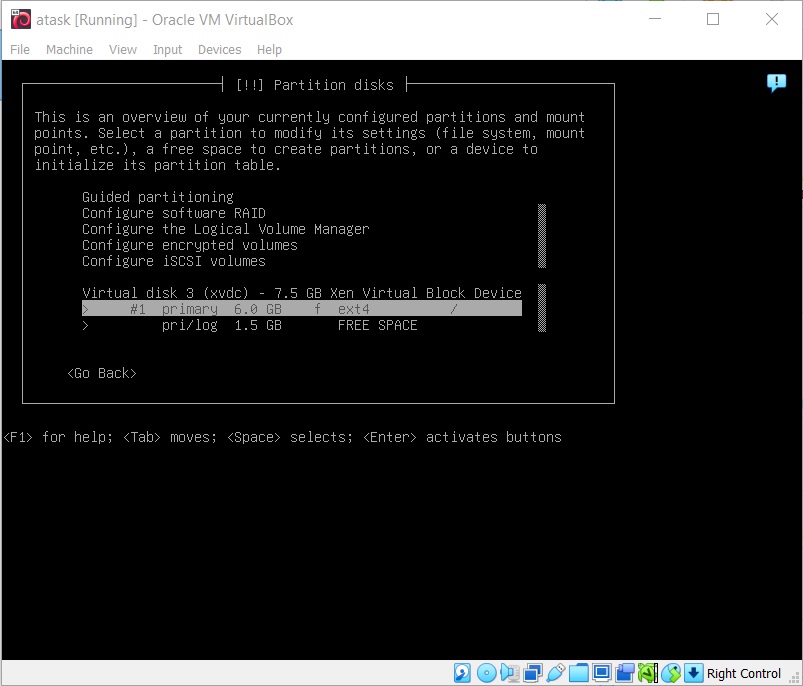 atask [Running] - Oracle VM VirtualBox
File Machine View Input Devices Help
[!!] Partition disks
This is an overview of your currently configured partitions and mount
points. Select a partition to modify its settings (file system, mount
point, etc.), a free space to create partitions, or a device to
initialize its partition table.
Guided partitioning
Configure software RAID
Configure the Logical Volume Manager
Configure encrypted volumes
Configure iSCSI volumes
Virtual disk 3 (xvdc) - 7.5 GB Xen Virtual Block Device
> #1 primary 6.0 GB f ext4 /
> pri/log 1.5 GB FREE SPACE
<Go Back>
<F1> for help; <Tab> moves; <Space> selects; <Enter> activates buttons
Right Control